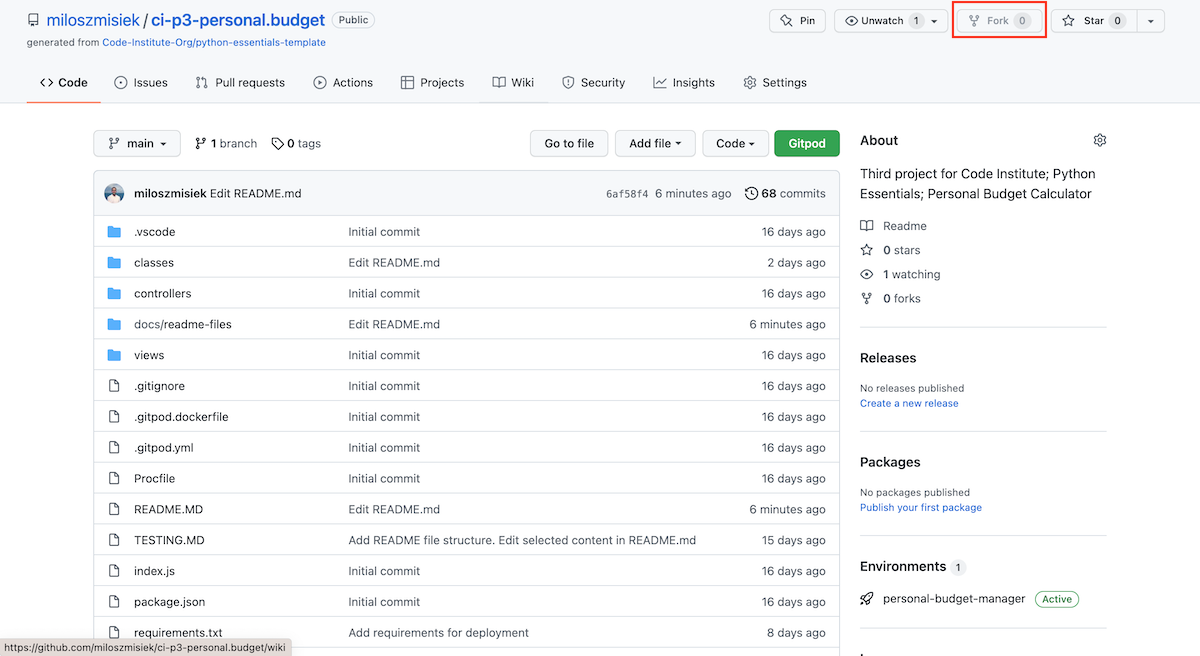 miloszmisiek / ci-p3-personal.budget Public Pin Unwatch 1 Fork 0 Star 0
generated from Code-Institute-Org/python-essentials-template
Code Issues Pull requests Actions Projects Wiki Security Insights Settings
main 1 branch 0 tags Go to file Add file Code Gitpod
miloszmisiek Edit README.md 6af58f4 6 minutes ago 68 commits
.vscode Initial commit 16 days ago
classes Edit README.md 2 days ago
controllers Initial commit 16 days ago
docs/readme-files Edit README.md 6 minutes ago
views Initial commit 16 days ago
.gitignore Initial commit 16 days ago
.gitpod.dockerfile Initial commit 16 days ago
.gitpod.yml Initial commit 16 days ago
Procfile Initial commit 16 days ago
README.MD Edit README.md 6 minutes ago
TESTING.MD Add README file structure. Edit selected content in README.md 15 days ago
index.js Initial commit 16 days ago
package.json Initial commit 16 days ago
requirements.txt Add requirements for deployment 8 days ago
About
Third project for Code Institute; Python
Essentials; Personal Budget Calculator
Readme
0 stars
1 watching
0 forks
Releases
No releases published
Create a new release
Packages
No packages published
Publish your first package
Environments 1
personal-budget-manager Active
https://github.com/miloszmisiek/ci-p3-personal.budget/wiki